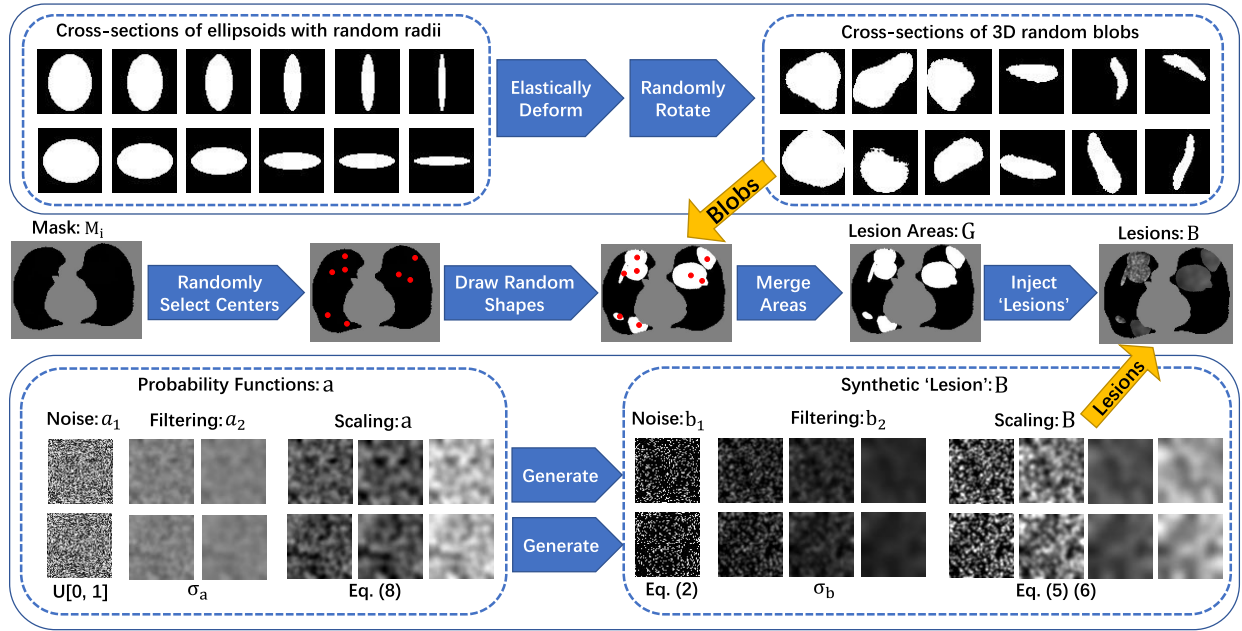 Cross-sections of ellipsoids with random radii
Elastically
Deform
Randomly
Rotate
Cross-sections of 3D random blobs
Blobs
Mask: Mᵢ
Randomly
Select Centers
Draw Random
Shapes
Merge
Areas
Lesion Areas: G
Inject
‘Lesions’
Lesions: B
Lesions
Probability Functions: a
Noise: a₁
Filtering: a₂
Scaling: a
U[0, 1]
σₐ
Eq. (8)
Generate
Generate
Synthetic ‘Lesion’: B
Noise: b₁
Filtering: b₂
Scaling: B
Eq. (2)
σb
Eq. (5) (6)